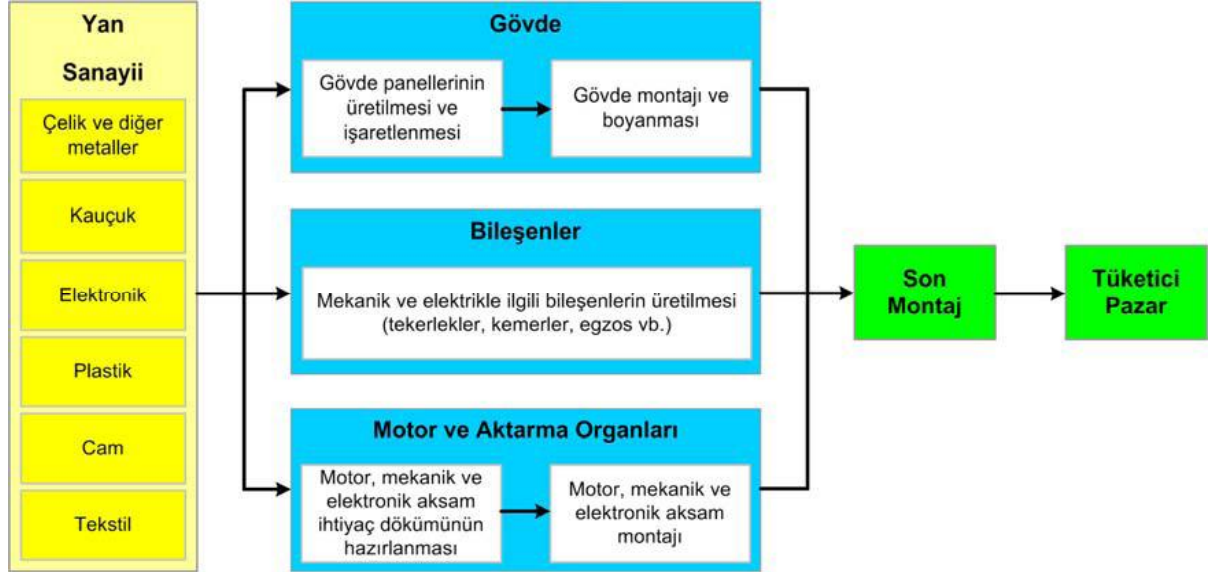 Yan
Sanayii
Çelik ve diğer
metaller
Kauçuk
Elektronik
Plastik
Cam
Tekstil
Gövde
Gövde panellerinin
üretilmesi ve
işaretlenmesi
Gövde montajı ve
boyanması
Bileşenler
Mekanik ve elektrikle ilgili bileşenlerin üretilmesi
(tekerlekler, kemerler, egzos vb.)
Motor ve Aktarma Organları
Motor, mekanik ve
elektronik aksam
ihtiyaç dökümünün
hazırlanması
Motor, mekanik ve
elektronik aksam
montajı
Son
Montaj
Tüketici
Pazar